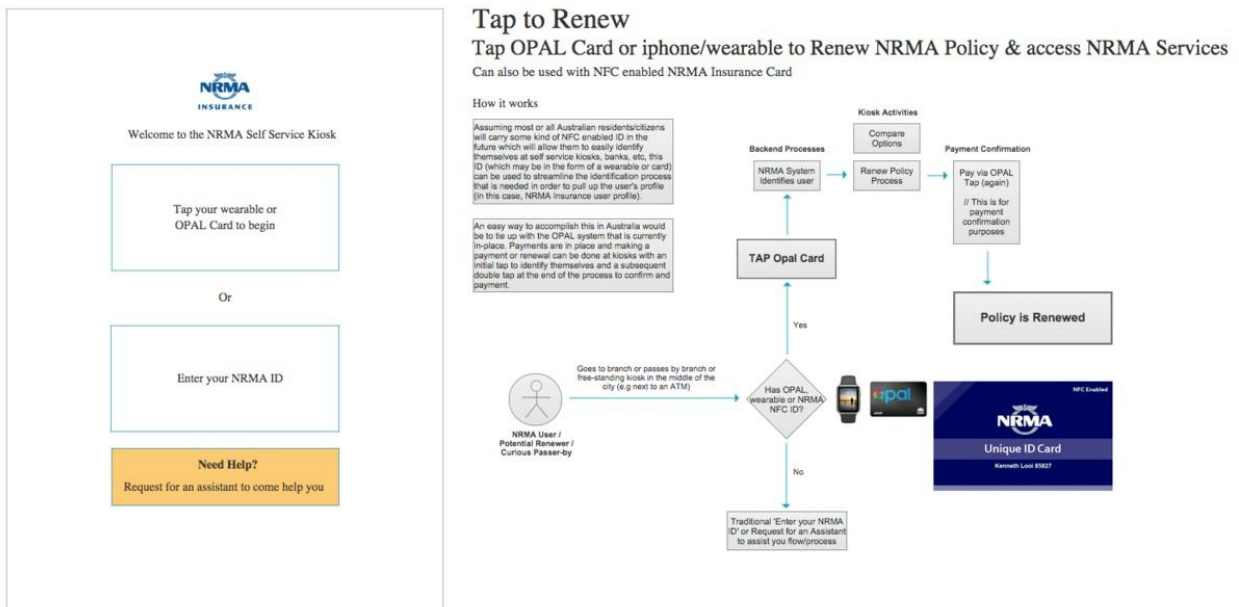 NRMA
INSURANCE
Welcome to the NRMA Self Service Kiosk
Tap your wearable or
OPAL Card to begin
Or
Enter your NRMA ID
Need Help?
Request for an assistant to come help you
Tap to Renew
Tap OPAL Card or iphone/wearable to Renew NRMA Policy & access NRMA Services
Can also be used with NFC enabled NRMA Insurance Card
How it works
Assuming most or all Australian residents/citizens
will carry some kind of NFC enabled ID in the
future which will allow them to easily identify
themselves at self service kiosks, banks, etc, this
ID (which may be in the form of a wearable or card)
can be used to streamline the identification process
that is needed in order to pull up the user's profile
(in this case, NRMA Insurance user profile).
An easy way to accomplish this in Australia would
be to tie up with the OPAL system that is currently
in-place. Payments are in place and making a
payment or renewal can be done at kiosks with an
initial tap to identify themselves and a subsequent
double tap at the end of the process to confirm and
payment.
Kiosk Activities
Compare
Options
Backend Processes
NRMA System
Identifies user
Renew Policy
Process
Payment Confirmation
Pay via OPAL
Tap (again)
// This is for
payment
confirmation
purposes
TAP Opal Card
Policy is Renewed
Yes
Goes to branch or passes by branch or
free-standing kiosk in the middle of the
city (e.g next to an ATM)
NRMA User /
Potential Renewer /
Curious Passer-by
Has OPAL,
wearable or NRMA
NFC ID?
opal
NFC Enabled
NRMA
Unique ID Card
Kenneth Looi 85827
No
Traditional 'Enter your NRMA
ID' or Request for an Assistant
to assist you flow/process